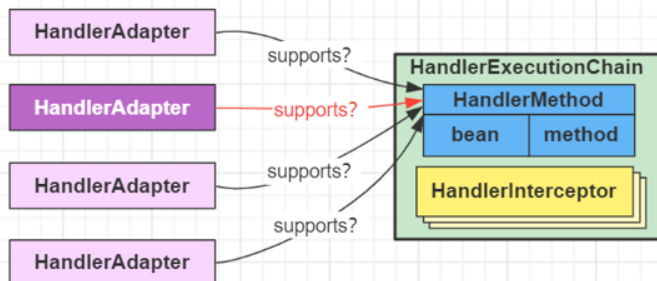 HandlerAdapter
supports?
HandlerExecutionChain
HandlerAdapter
supports?
HandlerMethod
bean
method
HandlerAdapter
supports?
HandlerInterceptor
supports?
HandlerAdapter